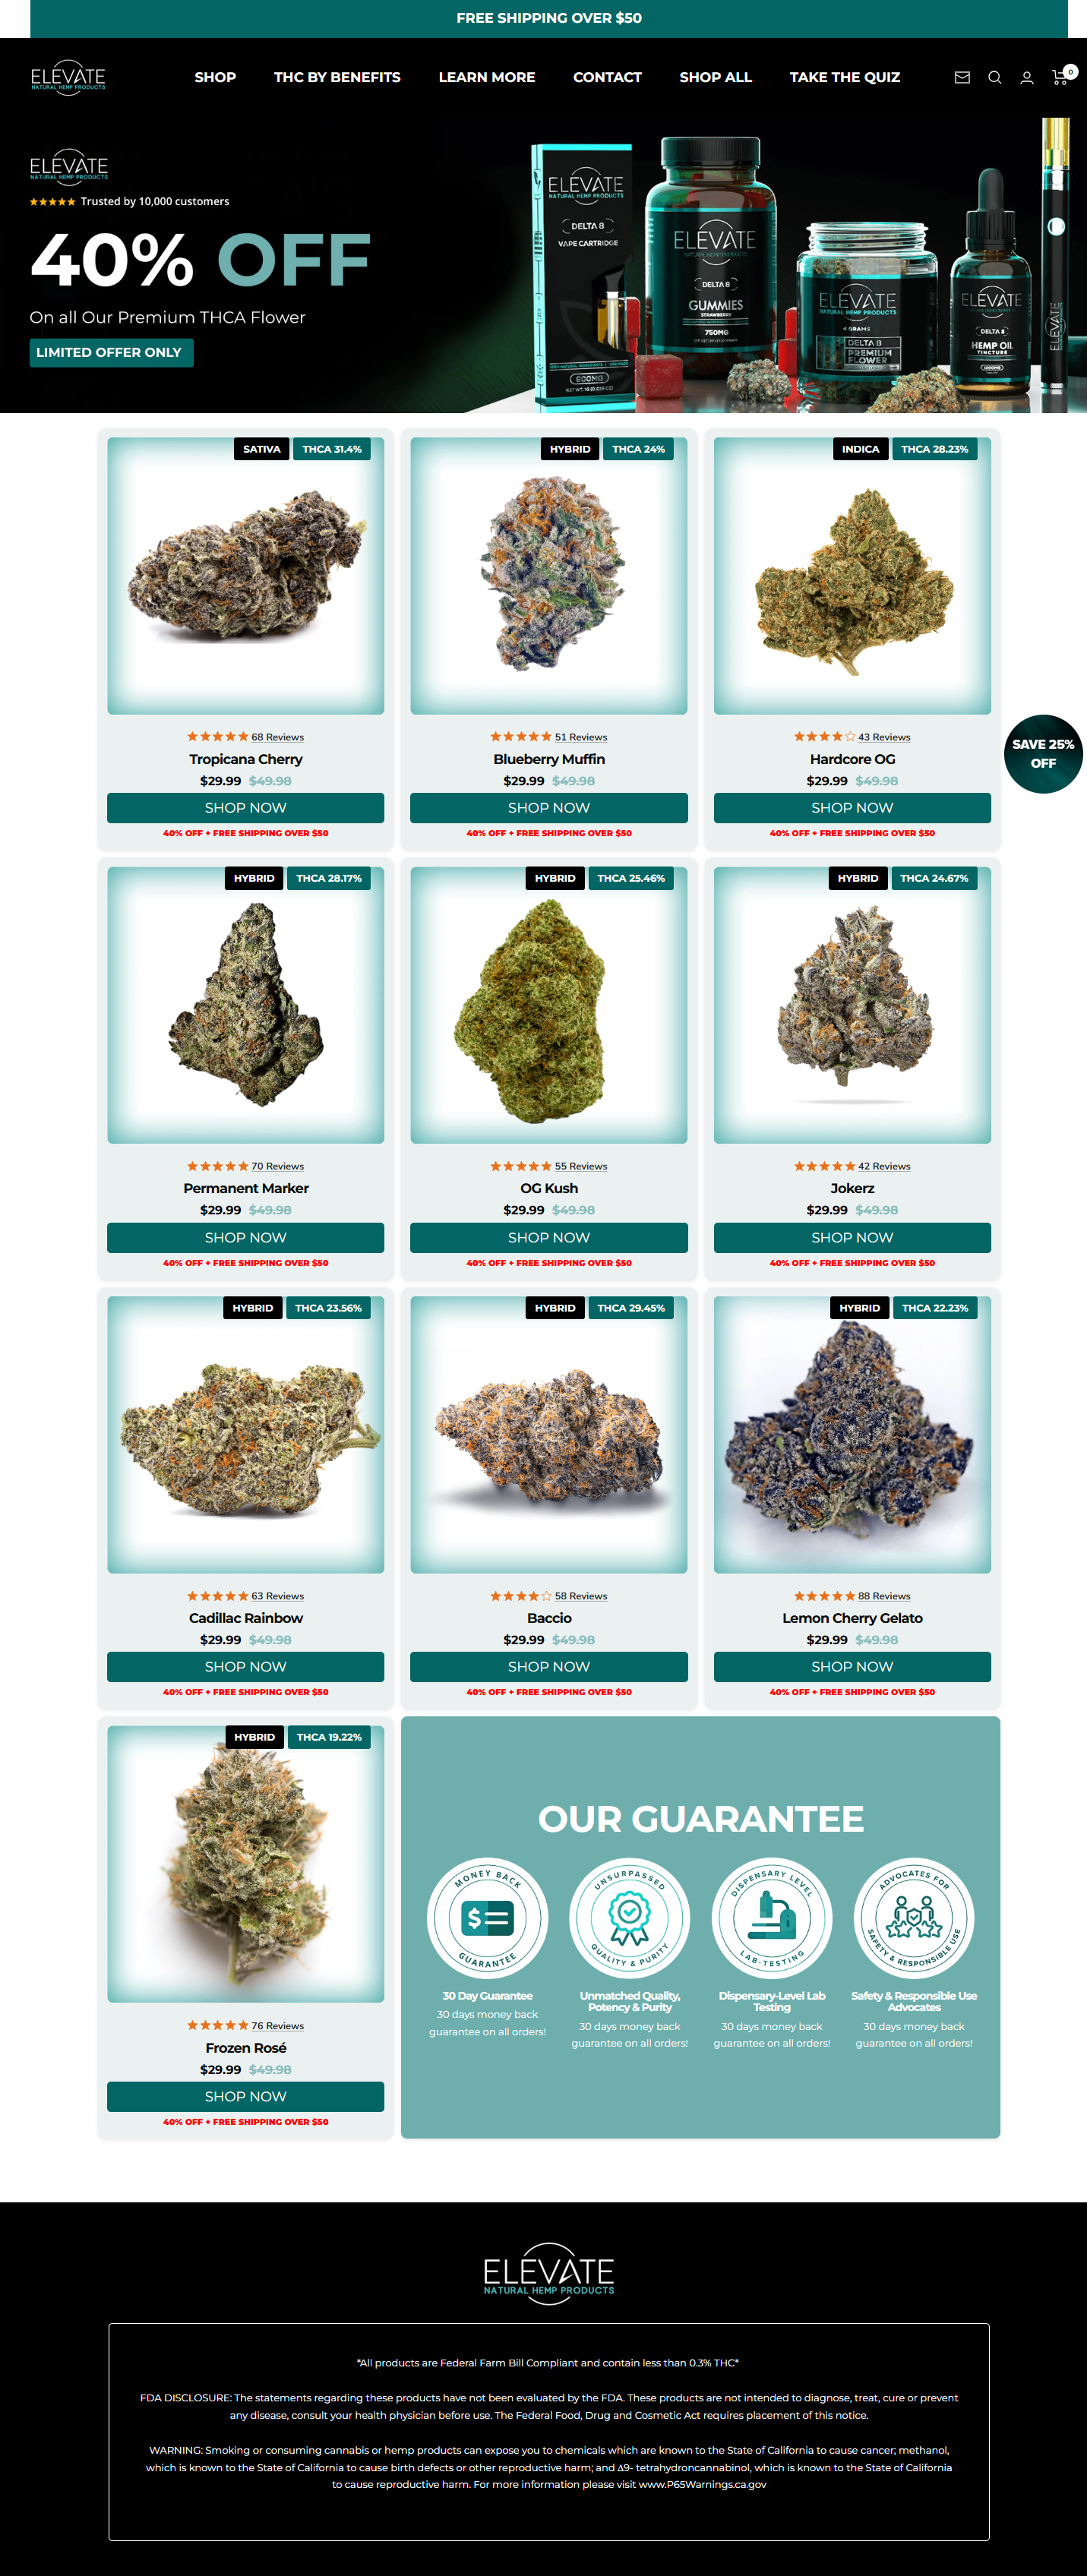 FREE SHIPPING OVER $50
ELEVATE
NATURAL HEMP PRODUCTS
SHOP THC BY BENEFITS LEARN MORE CONTACT SHOP ALL TAKE THE QUIZ
0
ELEVATE
NATURAL HEMP PRODUCTS
★★★★★ Trusted by 10,000 customers
40% OFF
On all Our Premium THCA Flower
LIMITED OFFER ONLY
ELEVATE
NATURAL HEMP PRODUCTS
DELTA 8
VAPE CARTRIDGE
900MG
ELEVATE
NATURAL HEMP PRODUCTS
DELTA 8
GUMMIES
STRAWBERRY
750MG
ELEVATE
NATURAL HEMP PRODUCTS
4 GRAMS
DELTA 8
PREMIUM
FLOWER
ELEVATE
DELTA 8
HEMP OIL
TINCTURE
ELEVATE
SATIVA THCA 31.4%
HYBRID THCA 24%
INDICA THCA 28.23%
68 Reviews
51 Reviews
43 Reviews
Tropicana Cherry
Blueberry Muffin
Hardcore OG
$29.99 $49.98
$29.99 $49.98
$29.99 $49.98
SHOP NOW
SHOP NOW
SHOP NOW
40% OFF + FREE SHIPPING OVER $50
40% OFF + FREE SHIPPING OVER $50
40% OFF + FREE SHIPPING OVER $50
SAVE 25%
OFF
HYBRID THCA 28.17%
HYBRID THCA 25.46%
HYBRID THCA 24.67%
70 Reviews
55 Reviews
42 Reviews
Permanent Marker
OG Kush
Jokerz
$29.99 $49.98
$29.99 $49.98
$29.99 $49.98
SHOP NOW
SHOP NOW
SHOP NOW
40% OFF + FREE SHIPPING OVER $50
40% OFF + FREE SHIPPING OVER $50
40% OFF + FREE SHIPPING OVER $50
HYBRID THCA 23.56%
HYBRID THCA 29.45%
HYBRID THCA 22.23%
63 Reviews
58 Reviews
88 Reviews
Cadillac Rainbow
Baccio
Lemon Cherry Gelato
$29.99 $49.98
$29.99 $49.98
$29.99 $49.98
SHOP NOW
SHOP NOW
SHOP NOW
40% OFF + FREE SHIPPING OVER $50
40% OFF + FREE SHIPPING OVER $50
40% OFF + FREE SHIPPING OVER $50
HYBRID THCA 19.22%
76 Reviews
Frozen Rosé
$29.99 $49.98
SHOP NOW
40% OFF + FREE SHIPPING OVER $50
OUR GUARANTEE
MONEY BACK
GUARANTEE
30 Day Guaranteed
30 days money back
guarantee on all orders!
UNSURPASSED
QUALITY & PURITY
Unmatched Quality,
Potency & Purity
30 days money back
guarantee on all orders!
DISPENSARY LEVEL
LAB-TESTING
Dispensary-Level Lab
Testing
30 days money back
guarantee on all orders!
ADVOCATES FOR
SAFETY & RESPONSIBLE USE
Safety & Responsible Use
Advocates
30 days money back
guarantee on all orders!
ELEVATE
NATURAL HEMP PRODUCTS
*All products are Federal Farm Bill Compliant and contain less than 0.3% THC*
FDA DISCLOSURE: The statements regarding these products have not been evaluated by the FDA. These products are not intended to diagnose, treat, cure or prevent
any disease, consult your health physician before use. The Federal Food, Drug and Cosmetic Act requires placement of this notice.
WARNING: Smoking or consuming cannabis or hemp products can expose you to chemicals which are known to the State of California to cause cancer; methanol,
which is known to the State of California to cause birth defects or other reproductive harm; and Δ9- tetrahydroncannabinol, which is known to the State of California
to cause reproductive harm. For more information please visit www.P65Warnings.ca.gov